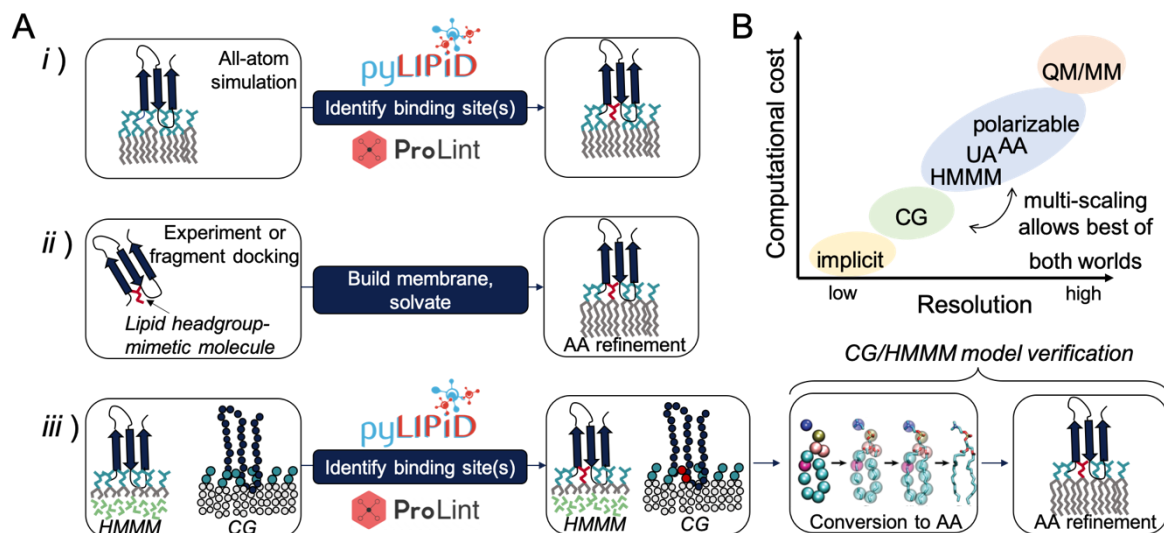 A
i )
All-atom
simulation
pyLIPiD
Identify binding site(s)
ProLint
ii )
Experiment or
fragment docking
Lipid headgroup-
mimetic molecule
Build membrane,
solvate
AA refinement
iii )
HMMM
CG
pyLIPiD
Identify binding site(s)
ProLint
HMMM
CG
CG/HMMM model verification
Conversion to AA
AA refinement
B
Computational cost
QM/MM
polarizable
AA
UA
HMMM
CG
multi-scaling
allows best of
both worlds
implicit
low
high
Resolution